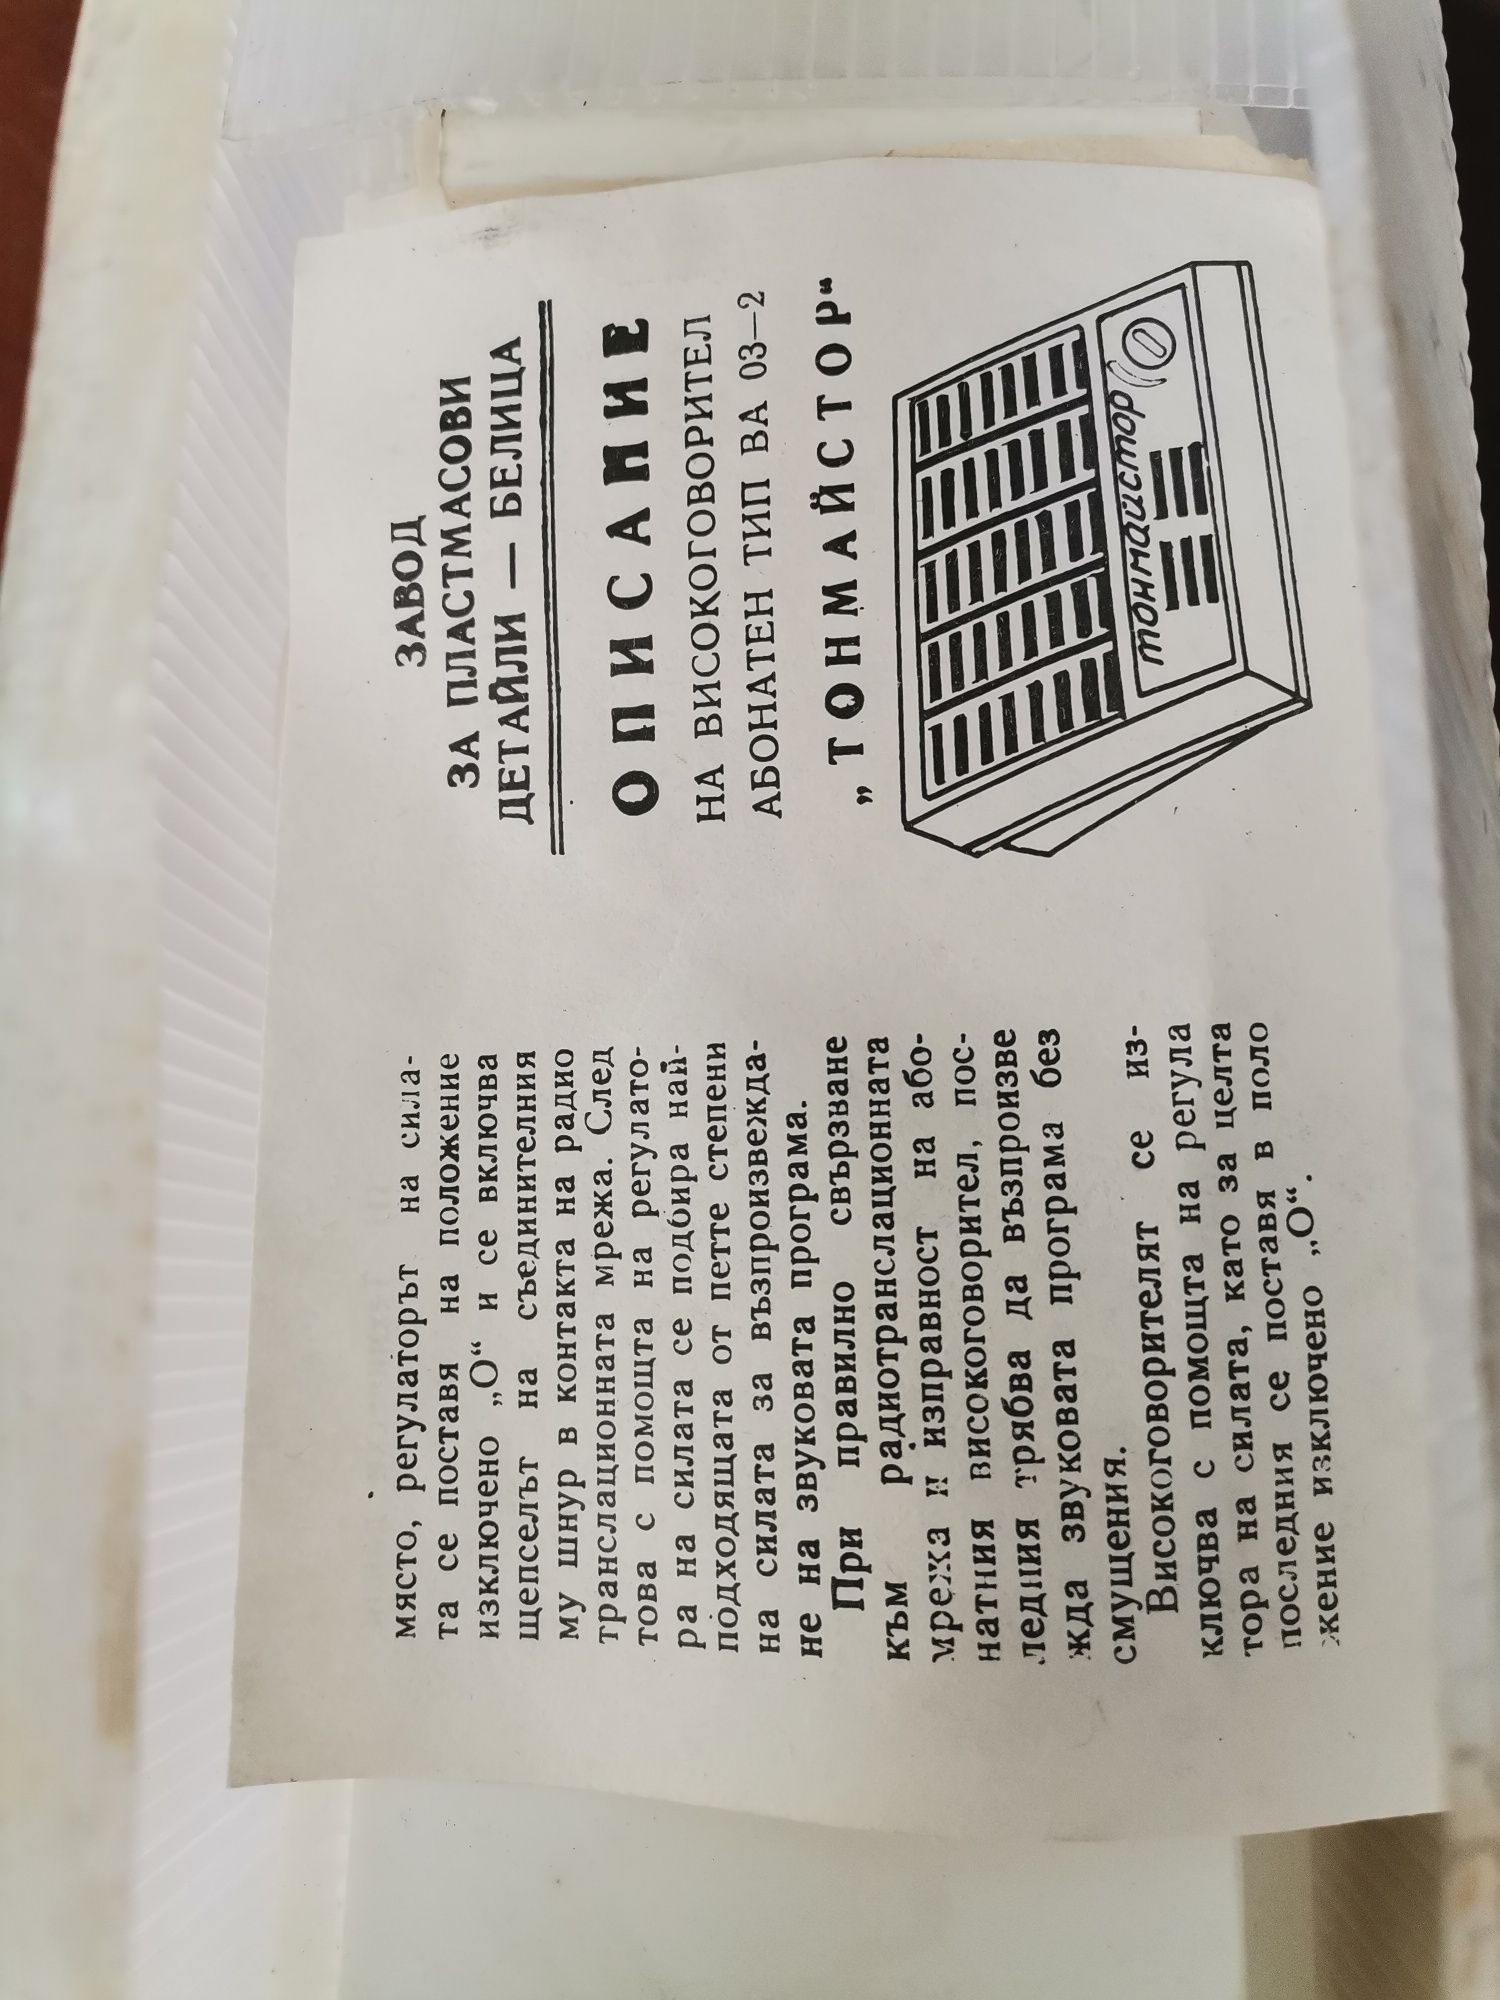 място, регулаторът на сила-
та се поставя на положение
изключено „О“ и се включва
щепселът на съединителния
му шнур в контакта на радио
транслационната мрежа. След
това с помощта на регулато-
ра на силата се подбира най-
подходящата от петте степени
на силата за възпроизвежда-
не на звуковата програма.
При правилно свързване
към радиотранслационната
мрежа и изправност на або-
натния високоговорител, пос-
ледния трябва да възпроизве
жда звуковата програма без
смущения.
Високоговорителят се из-
ключва с помощта на регула
тора на силата, като за целта
последния се поставя в поло
жение изключено „О“.
ЗАВОД
ЗА ПЛАСТМАСОВИ
ДЕТАЙЛИ — БЕЛИЦА
ОПИСАНИЕ
НА ВИСОКОГОВОРИТЕЛ
АБОНАТЕН ТИП ВА 03—2
„ТОНМАЙСТОР“
тонмайстор